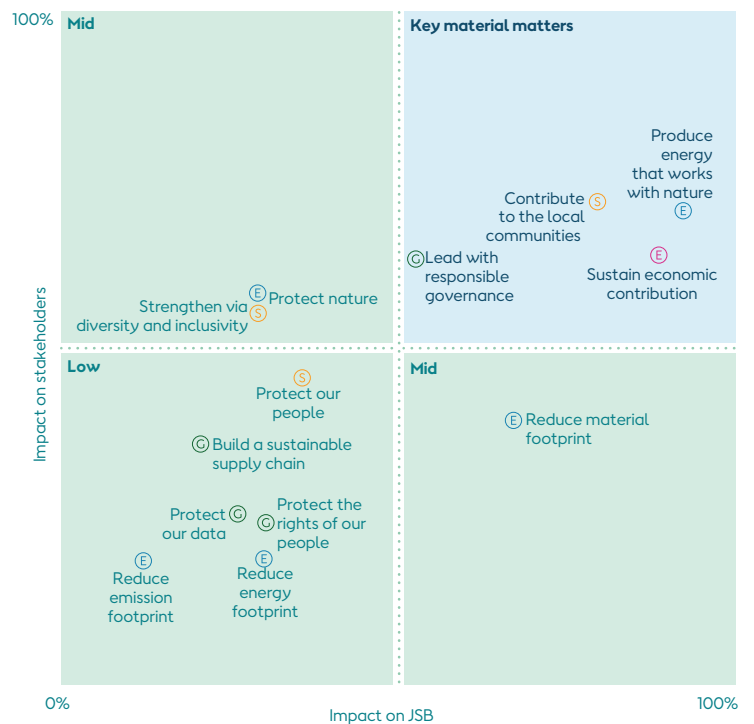 100%
Mid
Key material matters
Produce
energy
that works
with nature
E
Contribute
to the local
communities
S
G
Lead with
responsible
governance
E
Sustain economic
contribution
E
Protect nature
Strengthen via
diversity and inclusivity
S
Impact on stakeholders
Low
Mid
S
Protect our
people
E
Reduce material
footprint
G
Build a sustainable
supply chain
Protect
our data
G
G
Protect the
rights of our
people
E
Reduce
emission
footprint
E
Reduce
energy
footprint
0%
Impact on JSB
100%